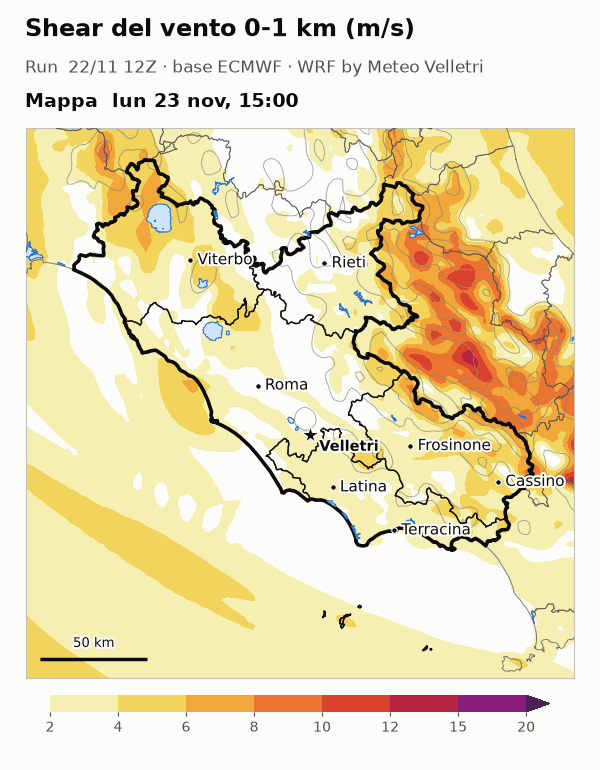 Shear del vento 0-1 km (m/s)
Run 22/11 12Z · base ECMWF · WRF by Meteo Velletri
Mappa lun 23 nov, 15:00
Viterbo
Rieti
Roma
Velletri
Frosinone
Cassino
Latina
Terracina
50 km
2 4 6 8 10 12 15 20